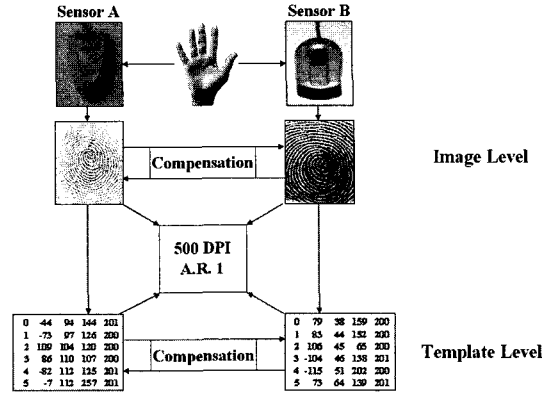 Sensor A
Sensor B
Compensation
Image Level
500 DPI
A.R. 1
0 -44 94 144 201
1 -73 97 126 200
2 109 104 120 200
3 86 110 107 200
4 -82 112 125 201
5 -7 112 257 201
Compensation
0 79 38 159 200
1 83 44 152 200
2 106 45 65 200
3 -104 46 138 201
4 -115 51 202 200
5 73 64 139 201
Template Level